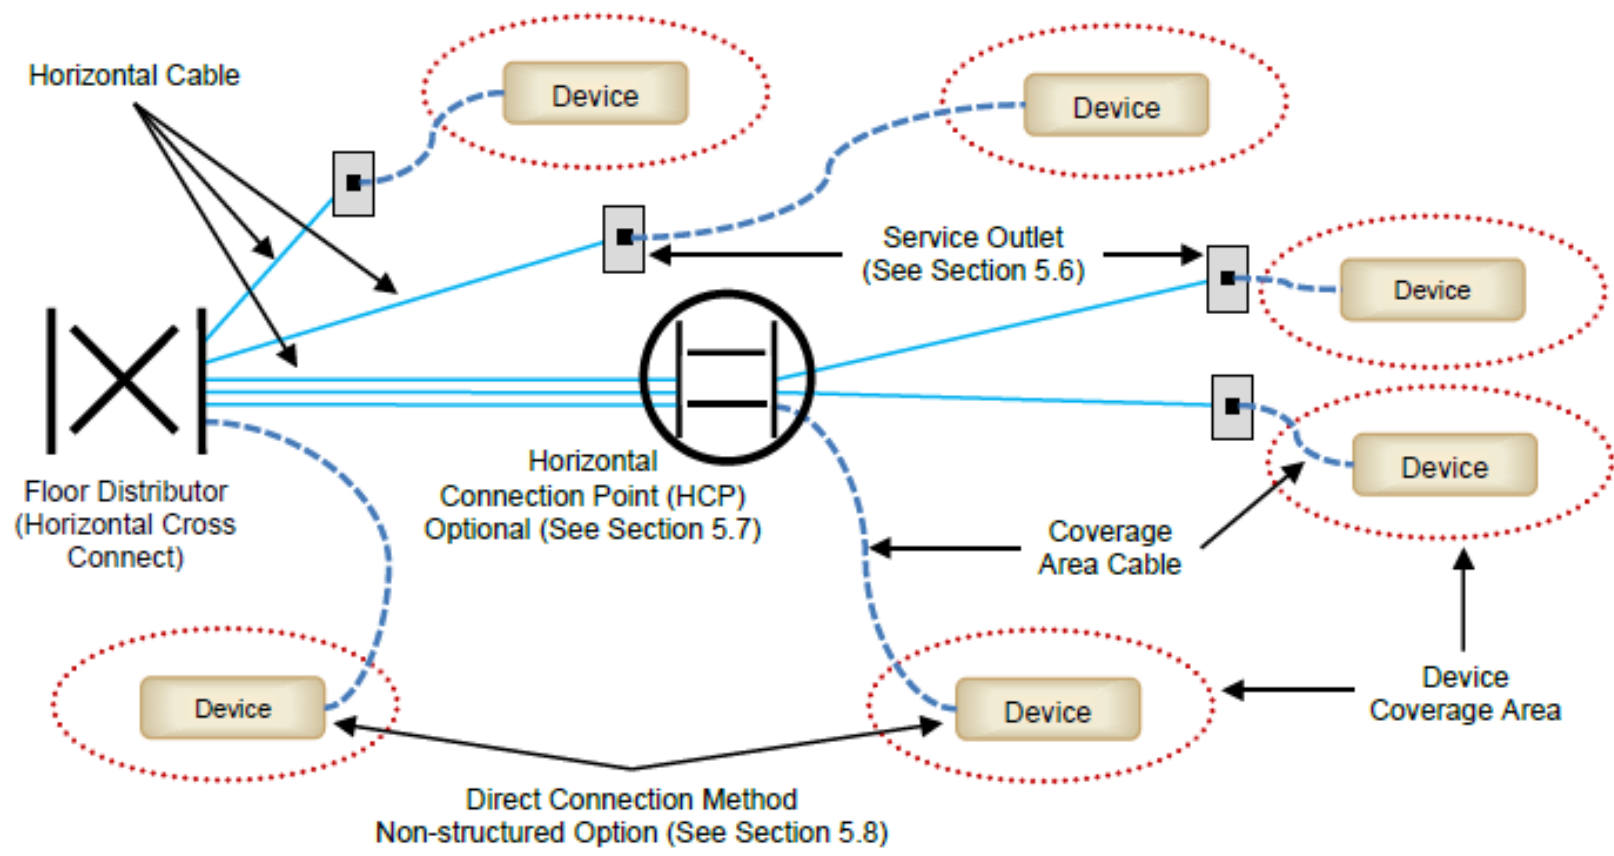 Horizontal Cable
Device
Device
Service Outlet
(See Section 5.6)
Device
Device
Horizontal
Connection Point (HCP)
Optional (See Section 5.7)
Floor Distributor
(Horizontal Cross
Connect)
Coverage
Area Cable
Device
Device
Device
Coverage Area
Direct Connection Method
Non-structured Option (See Section 5.8)